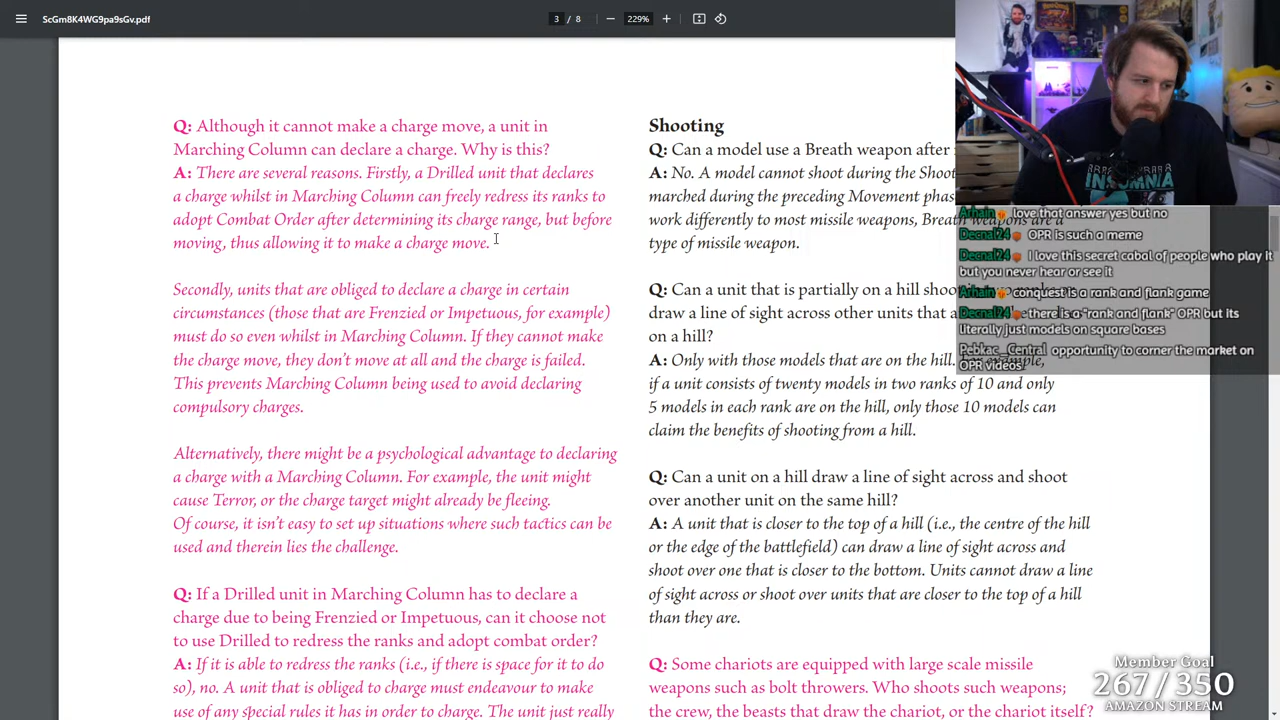 ScGm8K4WG9pa9sGv.pdf
3 / 8
229%
Q: Although it cannot make a charge move, a unit in
Marching Column can declare a charge. Why is this?
A: There are several reasons. Firstly, a Drilled unit that declares
a charge whilst in Marching Column can freely redress its ranks to
adopt Combat Order after determining its charge range, but before
moving, thus allowing it to make a charge move.
Secondly, units that are obliged to declare a charge in certain
circumstances (those that are Frenzied or Impetuous, for example)
must do so even whilst in Marching Column. If they cannot make
the charge move, they don't move at all and the charge is failed.
This prevents Marching Column being used to avoid declaring
compulsory charges.
Alternatively, there might be a psychological advantage to declaring
a charge with a Marching Column. For example, the unit might
cause Terror, or the charge target might already be fleeing.
Of course, it isn't easy to set up situations where such tactics can be
used and therein lies the challenge.
Q: If a Drilled unit in Marching Column has to declare a
charge due to being Frenzied or Impetuous, can it choose not
to use Drilled to redress the ranks and adopt combat order?
A: If it is able to redress the ranks (i.e., if there is space for it to do
so), no. A unit that is obliged to charge must endeavour to make
use of any special rules it has in order to charge. The unit just really
Shooting
Q: Can a model use a Breath weapon after
A: No. A model cannot shoot during the Shoo
marched during the preceding Movement phas
work differently to most missile weapons, Breath weapons are a
type of missile weapon.
Q: Can a unit that is partially on a hill shoo
draw a line of sight across other units that a
on a hill?
A: Only with those models that are on the hill. For example,
if a unit consists of twenty models in two ranks of 10 and only
5 models in each rank are on the hill, only those 10 models can
claim the benefits of shooting from a hill.
Q: Can a unit on a hill draw a line of sight across and shoot
over another unit on the same hill?
A: A unit that is closer to the top of a hill (i.e., the centre of the hill
or the edge of the battlefield) can draw a line of sight across and
shoot over one that is closer to the bottom. Units cannot draw a line
of sight across or shoot over units that are closer to the top of a hill
than they are.
Q: Some chariots are equipped with large scale missile
weapons such as bolt throwers. Who shoots such weapons;
the crew, the beasts that draw the chariot, or the chariot itself?
INSOMNIA
Arhain love that answer yes but no
Decnal24 OPR is such a meme
Decnal24 I love this secret cabal of people who play it
but you never hear or see it
Arhain conquest is a rank and flank game
Decnal24 there is a "rank and flank" OPR but its
literally just models on square bases
Pebkac_Central opportunity to corner the market on
OPR videos
Member Goal
267/350
AMAZON STREAM